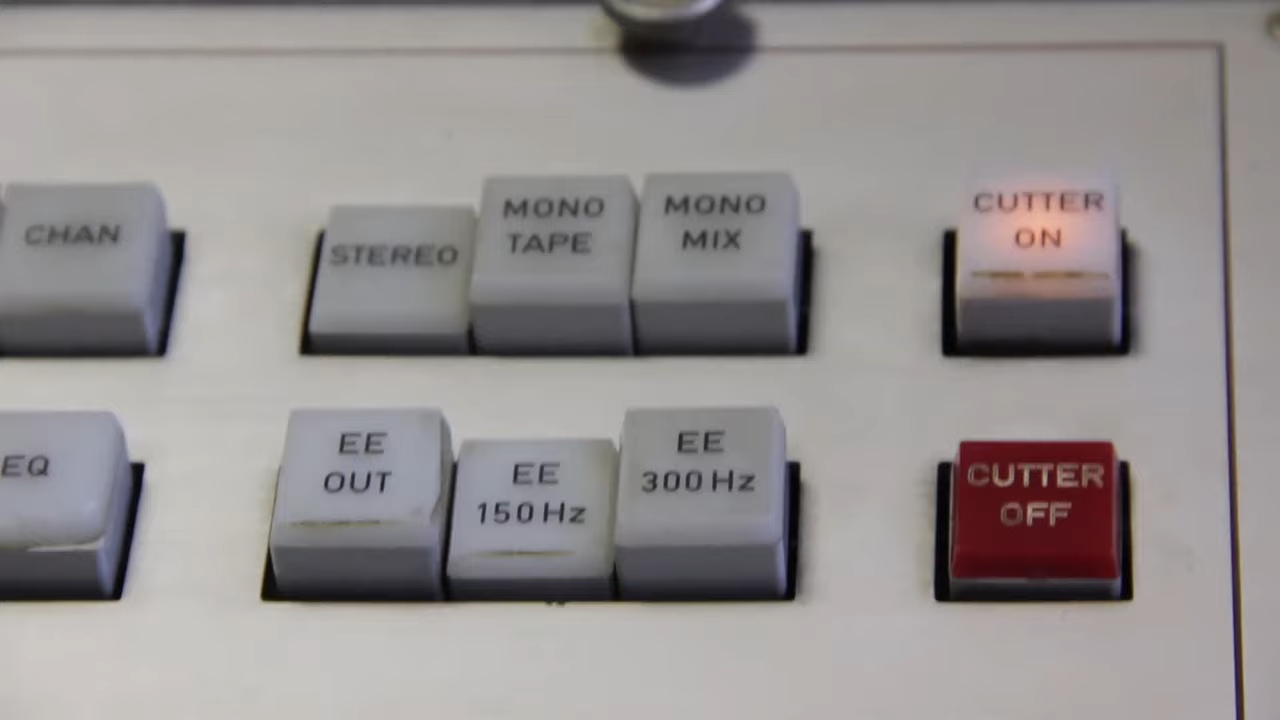 CHAN
STEREO
MONO
TAPE
MONO
MIX
CUTTER
ON
EQ
EE
OUT
EE
150 Hz
EE
300 Hz
CUTTER
OFF